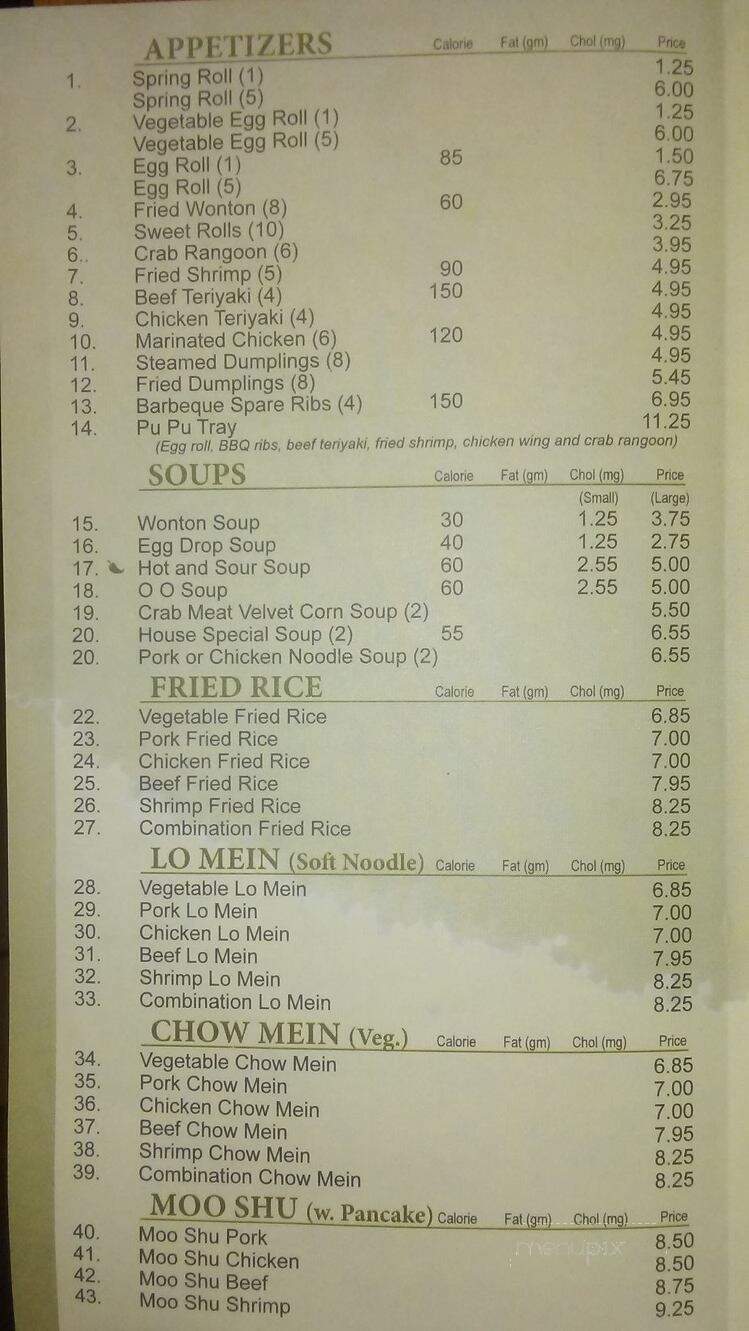 APPETIZERS Calorie Fat (gm) Chol (mg) Price
1. Spring Roll (1) 1.25
Spring Roll (5) 6.00
2. Vegetable Egg Roll (1) 1.25
Vegetable Egg Roll (5) 6.00
3. Egg Roll (1) 85 1.50
Egg Roll (5) 6.75
4. Fried Wonton (8) 60 2.95
5. Sweet Rolls (10) 3.25
6.. Crab Rangoon (6) 3.95
7. Fried Shrimp (5) 90 4.95
8. Beef Teriyaki (4) 150 4.95
9. Chicken Teriyaki (4) 4.95
10. Marinated Chicken (6) 120 4.95
11. Steamed Dumplings (8) 4.95
12. Fried Dumplings (8) 5.45
13. Barbeque Spare Ribs (4) 150 6.95
14. Pu Pu Tray 11.25
(Egg roll, BBQ ribs, beef teriyaki, fried shrimp, chicken wing and crab rangoon)
SOUPS Calorie Fat (gm) Chol (mg) Price
(Small) (Large)
15. Wonton Soup 30 1.25 3.75
16. Egg Drop Soup 40 1.25 2.75
17. Hot and Sour Soup 60 2.55 5.00
18. O O Soup 60 2.55 5.00
19. Crab Meat Velvet Corn Soup (2) 5.50
20. House Special Soup (2) 55 6.55
20. Pork or Chicken Noodle Soup (2) 6.55
FRIED RICE Calorie Fat (gm) Chol (mg) Price
22. Vegetable Fried Rice 6.85
23. Pork Fried Rice 7.00
24. Chicken Fried Rice 7.00
25. Beef Fried Rice 7.95
26. Shrimp Fried Rice 8.25
27. Combination Fried Rice 8.25
LO MEIN (Soft Noodle) Calorie Fat (gm) Chol (mg) Price
28. Vegetable Lo Mein 6.85
29. Pork Lo Mein 7.00
30. Chicken Lo Mein 7.00
31. Beef Lo Mein 7.95
32. Shrimp Lo Mein 8.25
33. Combination Lo Mein 8.25
CHOW MEIN (Veg.) Calorie Fat (gm) Chol (mg) Price
34. Vegetable Chow Mein 6.85
35. Pork Chow Mein 7.00
36. Chicken Chow Mein 7.00
37. Beef Chow Mein 7.95
38. Shrimp Chow Mein 8.25
39. Combination Chow Mein 8.25
MOO SHU (w. Pancake) Calorie Fat (gm) Chol (mg) Price
40. Moo Shu Pork 8.50
41. Moo Shu Chicken 8.50
42. Moo Shu Beef 8.75
43. Moo Shu Shrimp 9.25